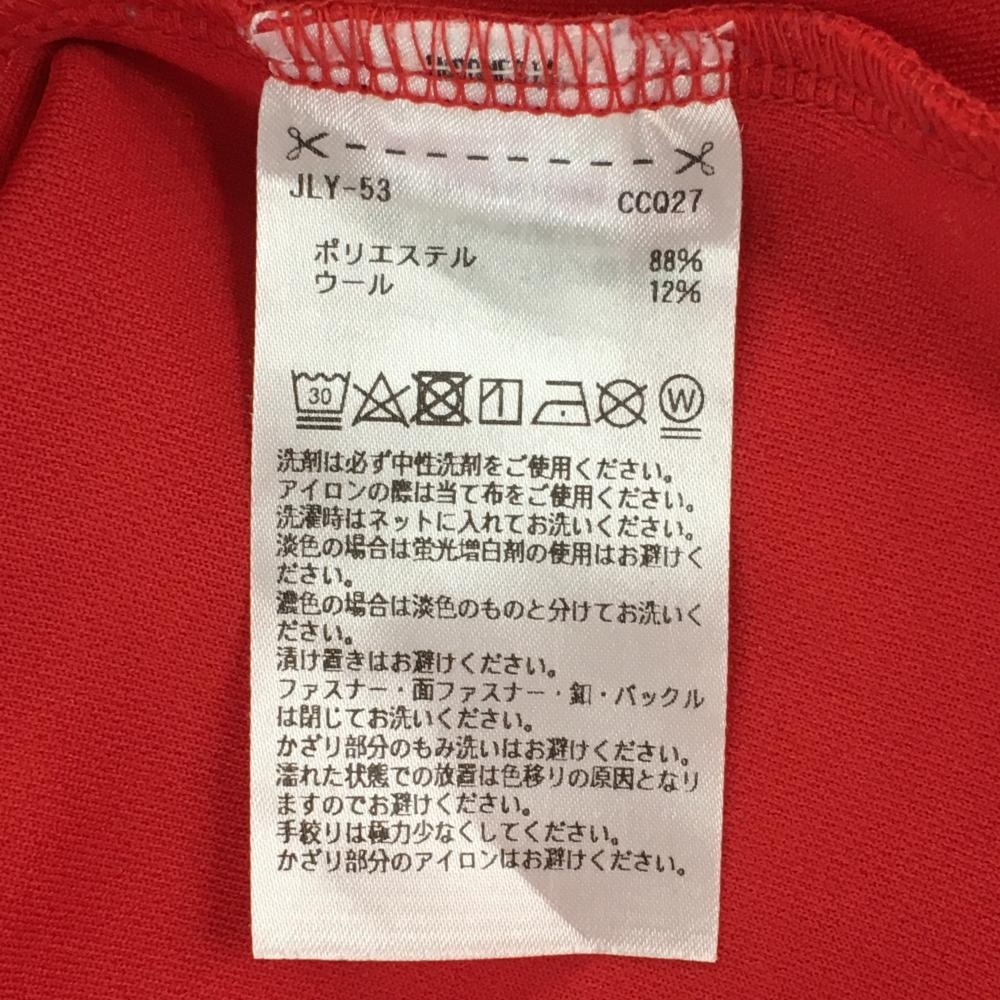 JLY-53 CCQ27
ポリエステル 88%
ウール 12%
30 W
洗剤は必ず中性洗剤をご使用ください。
アイロンの際は当て布をご使用ください。
洗濯時はネットに入れてお洗いください。
淡色の場合は蛍光増白剤の使用はお避けく
ださい。
濃色の場合は淡色のものと分けてお洗いく
ださい。
漬け置きはお避けください。
ファスナー・面ファスナー・釦・バックル
は閉じてお洗いください。
かざり部分のもみ洗いはお避けください。
濡れた状態での放置は色移りの原因となり
ますのでお避けください。
手絞りは極力少なくしてください。
かざり部分のアイロンはお避けください。